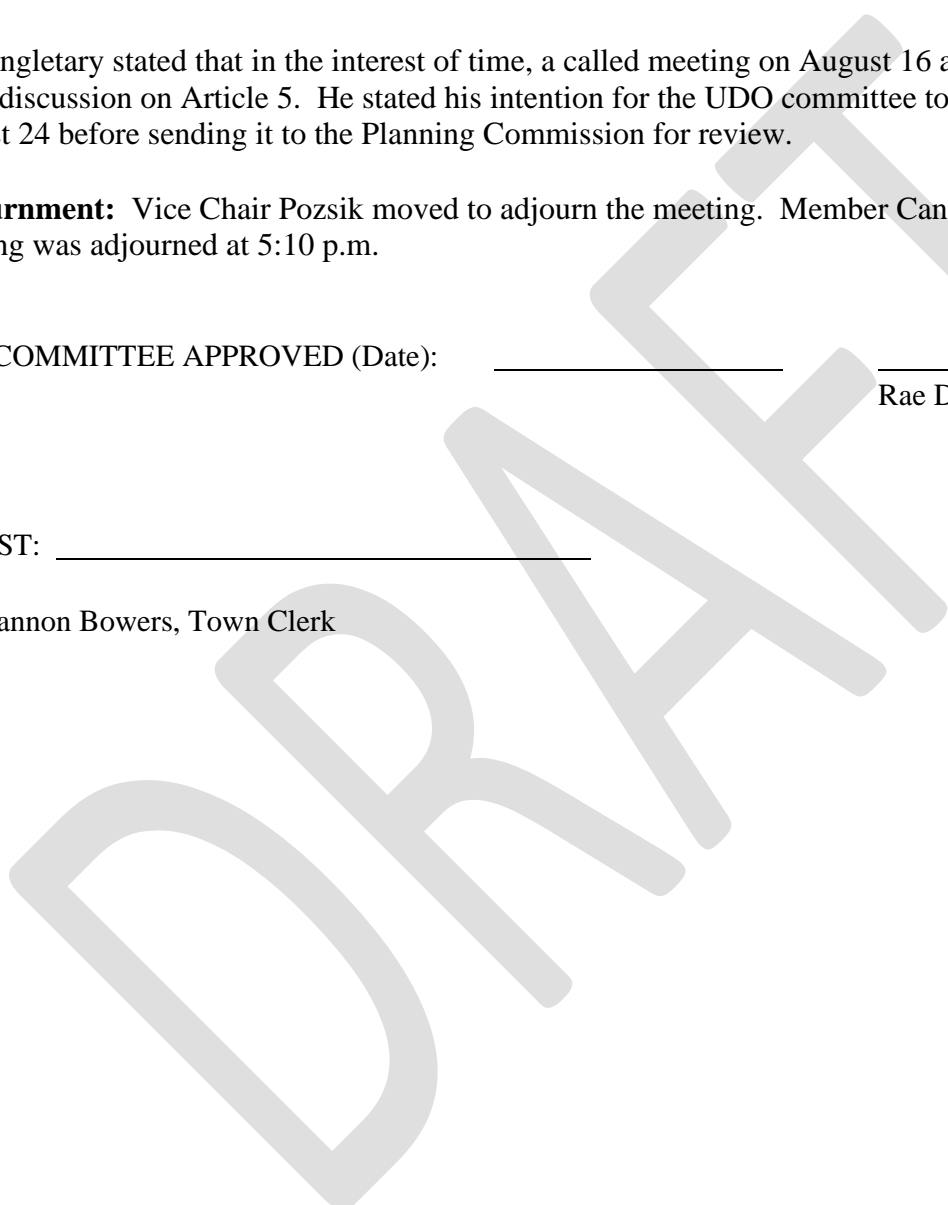 ngletary stated that in the interest of time, a called meeting on August 16 a
discussion on Article 5. He stated his intention for the UDO committee to
t 24 before sending it to the Planning Commission for review.
urnment: Vice Chair Pozsik moved to adjourn the meeting. Member Can
ng was adjourned at 5:10 p.m.
COMMITTEE APPROVED (Date):
Rae D
ST:
annon Bowers, Town Clerk
DRAFT